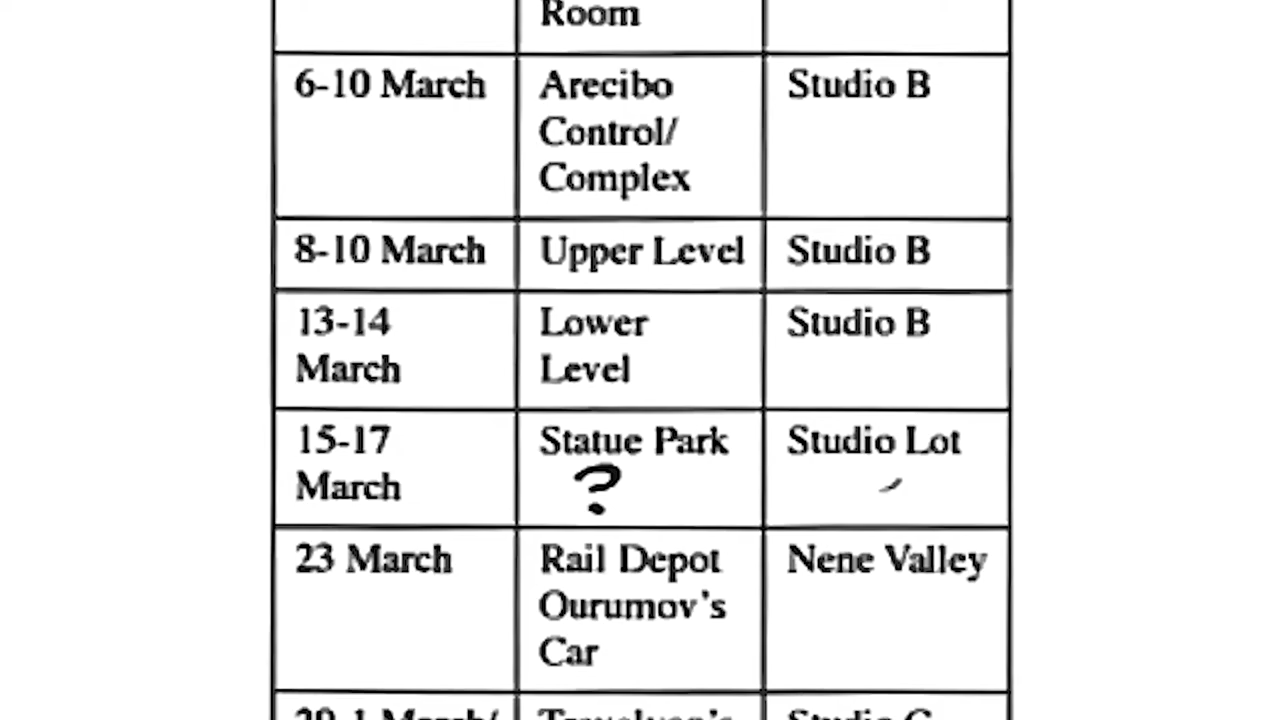 Room
6-10 March Arecibo Studio B
Control/
Complex
8-10 March Upper Level Studio B
13-14 Lower Studio B
March Level
15-17 Statue Park Studio Lot
March ?
23 March Rail Depot Nene Valley
Ourumov's
Car